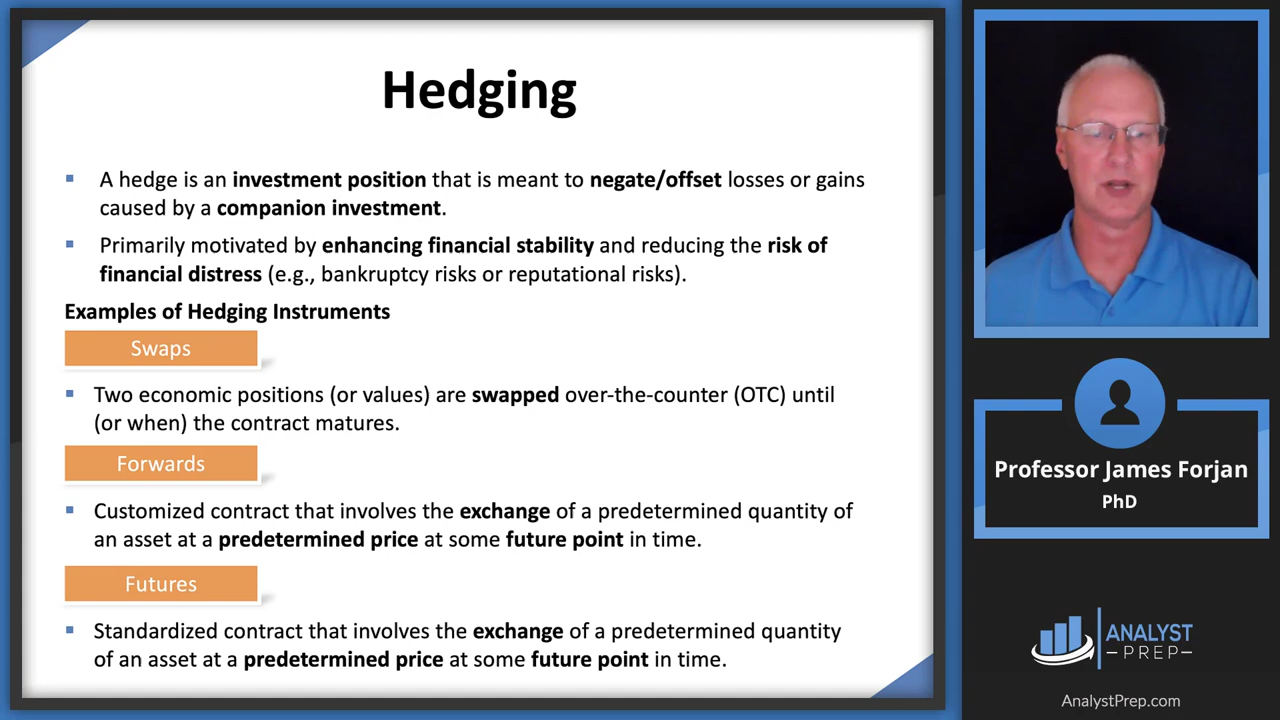 Hedging
A hedge is an investment position that is meant to negate/offset losses or gains
caused by a companion investment.
Primarily motivated by enhancing financial stability and reducing the risk of
financial distress (e.g., bankruptcy risks or reputational risks).
Examples of Hedging Instruments
Swaps
Two economic positions (or values) are swapped over-the-counter (OTC) until
(or when) the contract matures.
Forwards
Customized contract that involves the exchange of a predetermined quantity of
an asset at a predetermined price at some future point in time.
Futures
Standardized contract that involves the exchange of a predetermined quantity
of an asset at a predetermined price at some future point in time.
Professor James Forjan
PhD
ANALYST
PREP
AnalystPrep.com